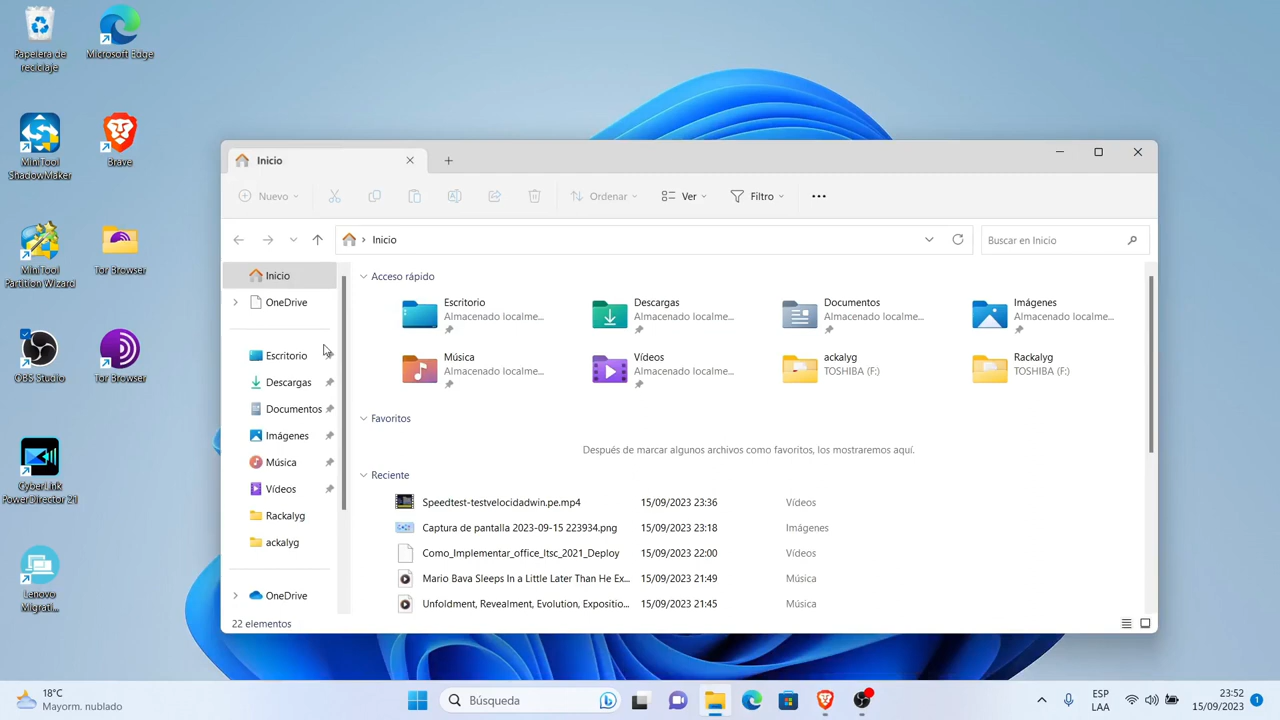 Papelera de
reciclaje
Microsoft Edge
MiniTool
ShadowMaker
Brave
MiniTool
Partition Wizard
Tor Browser
OBS Studio
Tor Browser
CyberLink
PowerDirector 21
Lenovo
Migrati...
Inicio
Nuevo
Ordenar
Ver
Filtro
Inicio
Buscar en Inicio
Inicio
OneDrive
Escritorio
Descargas
Documentos
Imágenes
Música
Vídeos
Rackalyg
ackalyg
OneDrive
Acceso rápido
Escritorio
Almacenado localme...
Descargas
Almacenado localme...
Documentos
Almacenado localme...
Imágenes
Almacenado localme...
Música
Almacenado localme...
Vídeos
Almacenado localme...
ackalyg
TOSHIBA (F:)
Rackalyg
TOSHIBA (F:)
Favoritos
Después de marcar algunos archivos como favoritos, los mostraremos aquí.
Reciente
Speedtest-testvelocidadwin.pe.mp4 15/09/2023 23:36 Vídeos
Captura de pantalla 2023-09-15 223934.png 15/09/2023 23:18 Imágenes
Como_Implementar_office_ltsc_2021_Deploy 15/09/2023 22:00 Vídeos
Mario Bava Sleeps In a Little Later Than He Ex... 15/09/2023 21:49 Música
Unfoldment, Revealment, Evolution, Expositio... 15/09/2023 21:45 Música
22 elementos
18°C
Mayorm. nublado
Búsqueda
ESP
LAA
23:52
15/09/2023
1